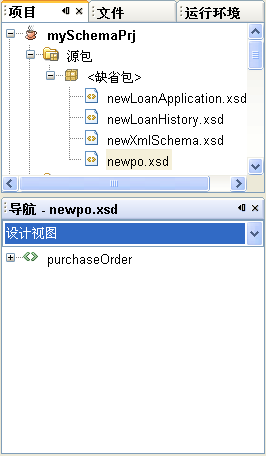 项目 文件 运行环境
mySchemaPrj
源包
<缺省包>
newLoanApplication.xsd
newLoanHistory.xsd
newXmlSchema.xsd
newpo.xsd
导航 - newpo.xsd
设计视图
purchaseOrder